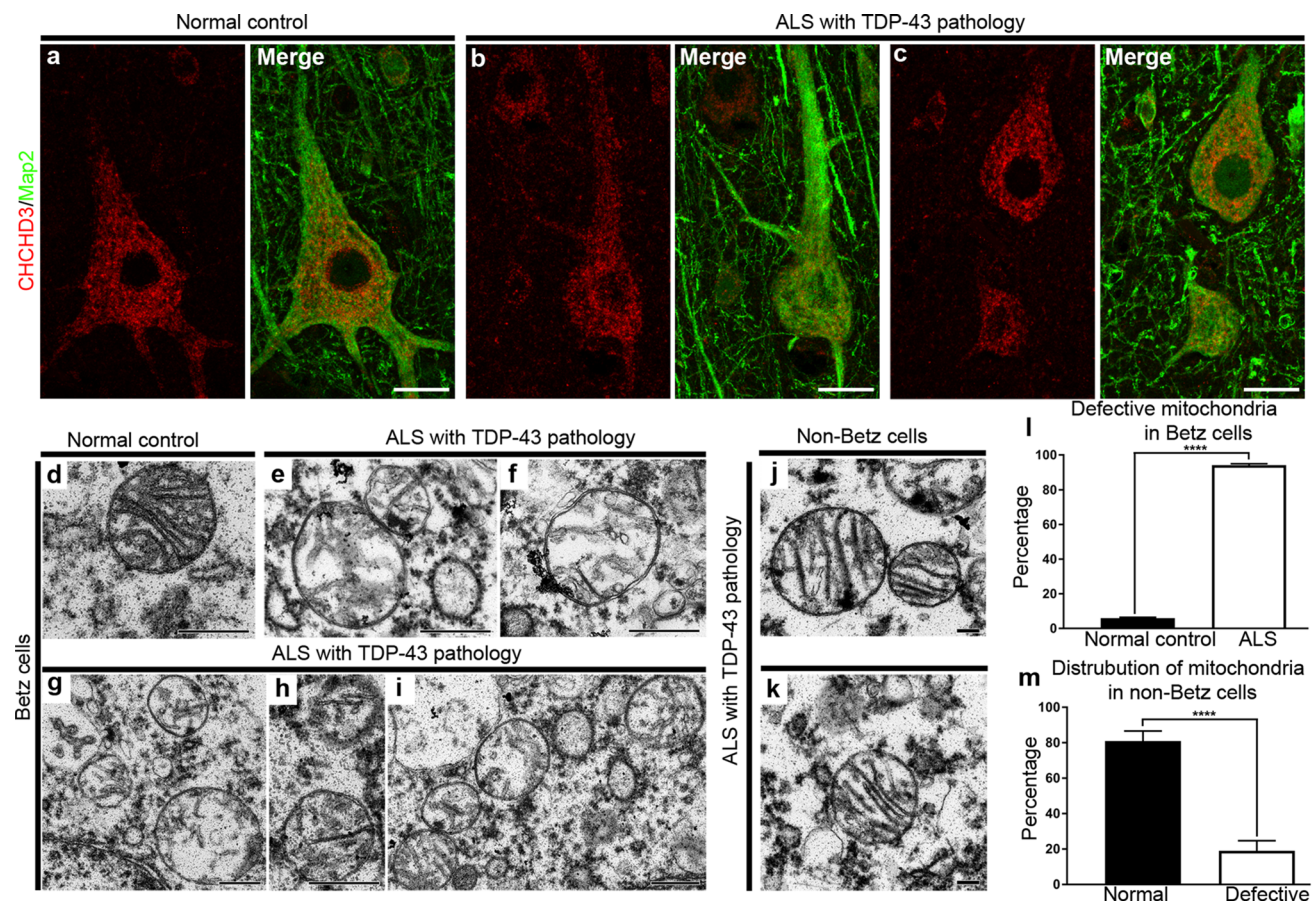 Normal control
ALS with TDP-43 pathology
CHCHD3/Map2
a
Merge
b
Merge
c
Merge
Normal control
ALS with TDP-43 pathology
Non-Betz cells
Betz cells
d
e
f
ALS with TDP-43 pathology
j
ALS with TDP-43 pathology
g
h
i
k
l
Defective mitochondria
in Betz cells
****
Percentage
100
80
60
40
20
0
Normal control
ALS
m
Distrubution of mitochondria
in non-Betz cells
****
Percentage
100
80
60
40
20
0
Normal
Defective